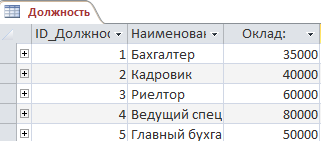 Должность
ID_Должнос Наименован Оклад:
1 Бахгалтер 35000
2 Кадровик 40000
3 Риелтор 60000
4 Ведущий спец 80000
5 Главный бухга 50000